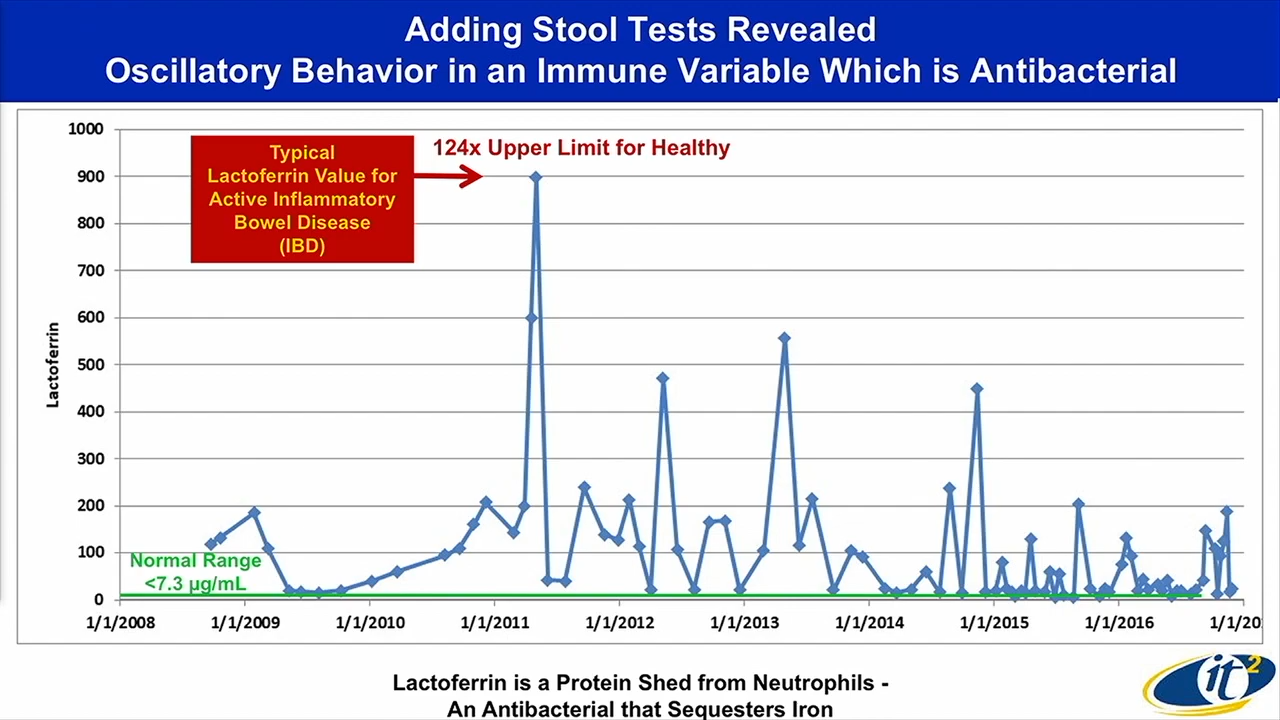 Adding Stool Tests Revealed
Oscillatory Behavior in an Immune Variable Which is Antibacterial
1000
900
800
700
600
500
400
300
200
100
0
Lactoferrin
Typical
Lactoferrin Value for
Active Inflammatory
Bowel Disease
(IBD)
124x Upper Limit for Healthy
Normal Range
<7.3 µg/mL
1/1/2008
1/1/2009
1/1/2010
1/1/2011
1/1/2012
1/1/2013
1/1/2014
1/1/2015
1/1/2016
1/1/20
Lactoferrin is a Protein Shed from Neutrophils -
An Antibacterial that Sequesters Iron
it2